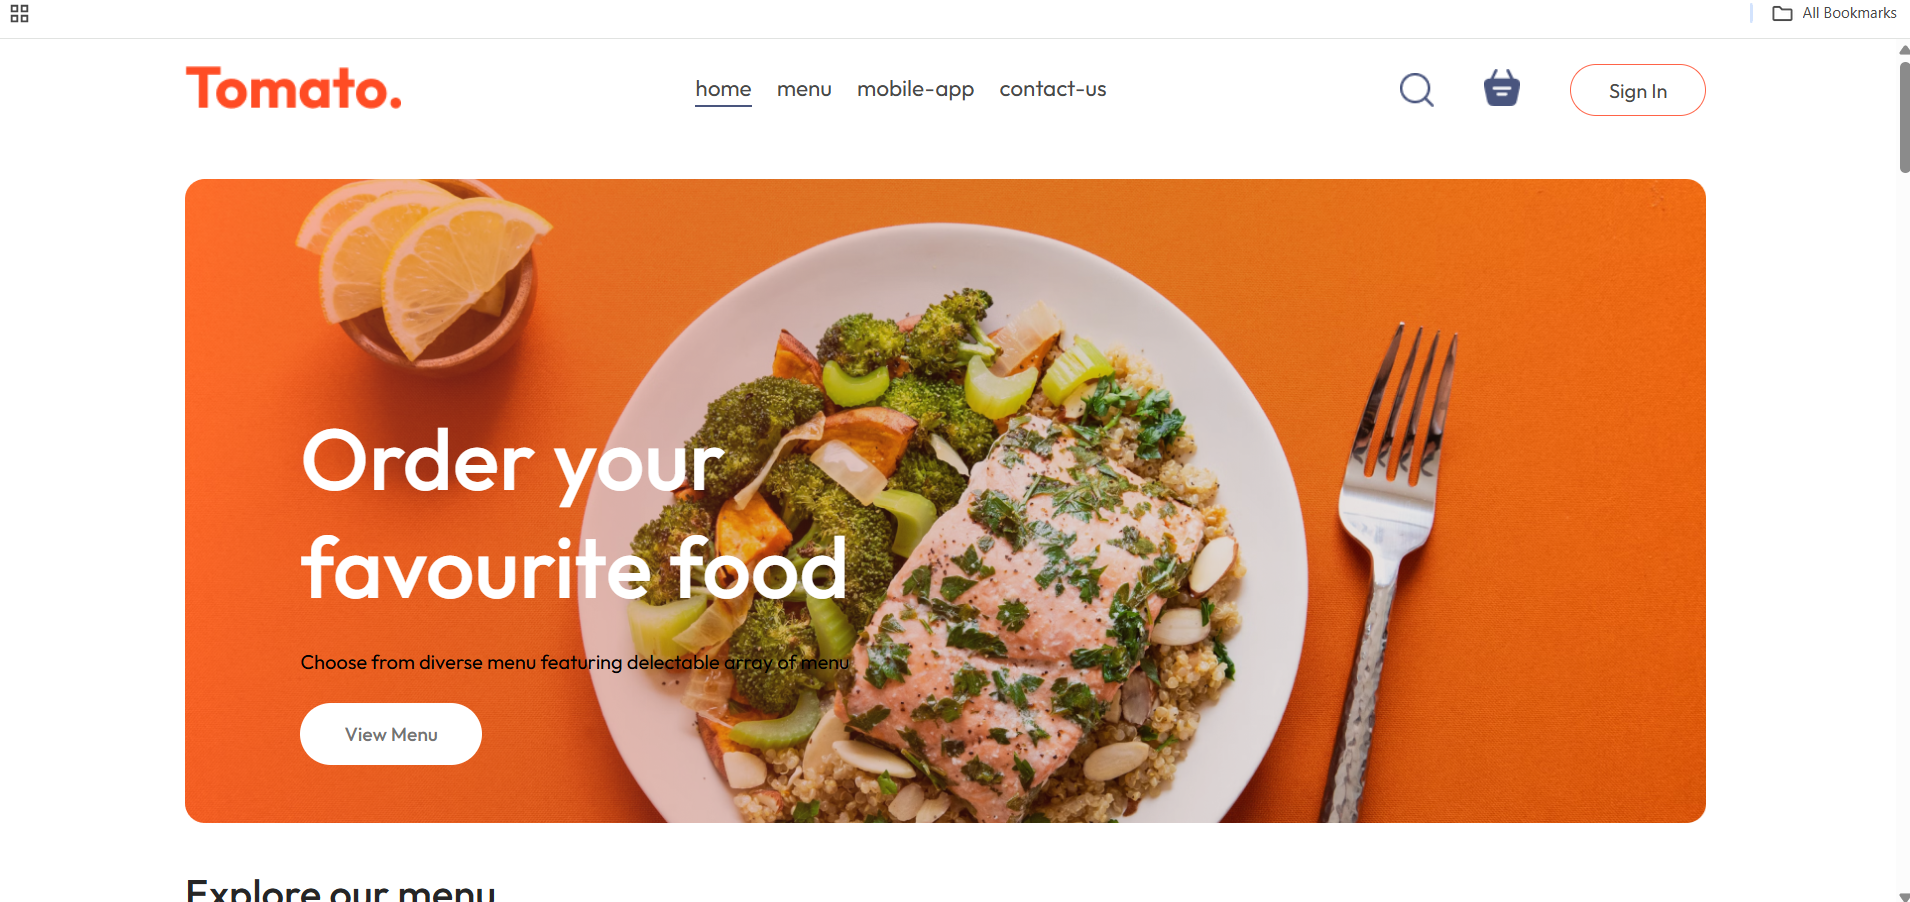 All Bookmarks
Tomato.
home menu mobile-app contact-us
Sign In
Order your
favourite food
Choose from diverse menu featuring delectable array of menu
View Menu
Explore our menu